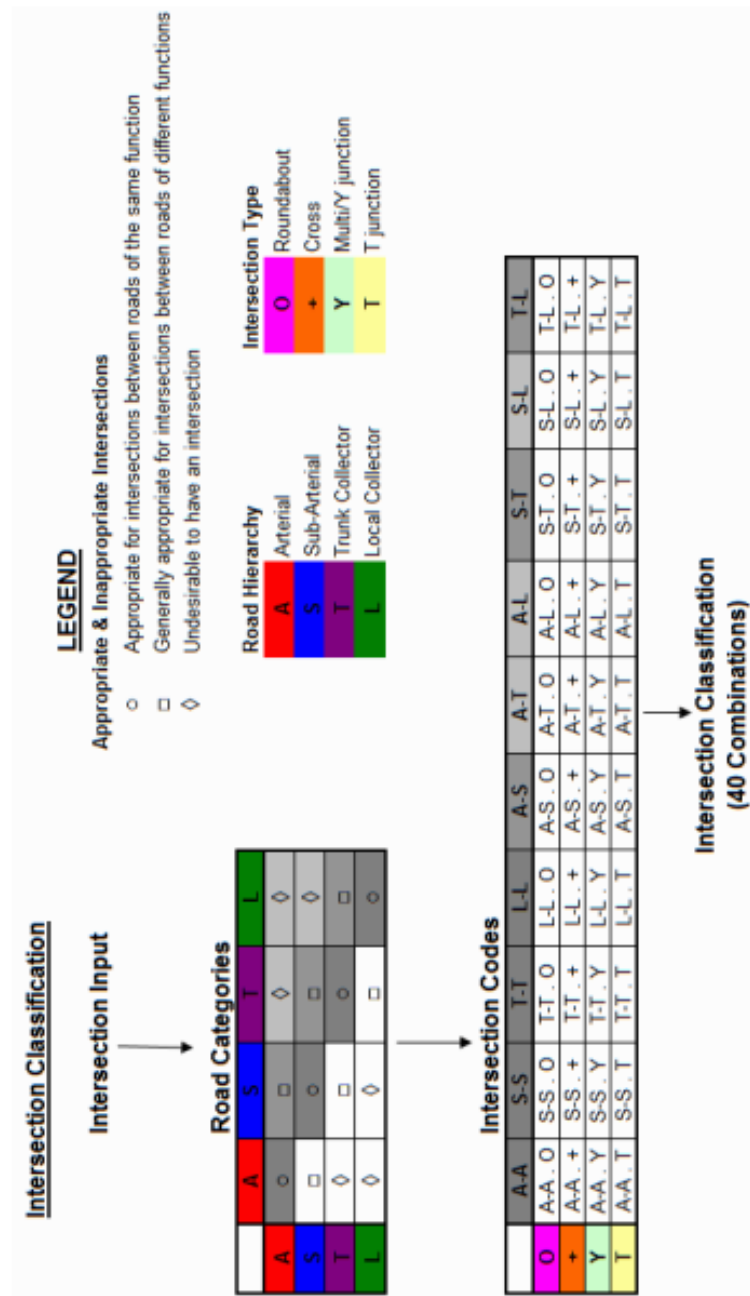 Intersection Classification
LEGEND
Appropriate & Inappropriate Intersections
○ Appropriate for intersections between roads of the same function
□ Generally appropriate for intersections between roads of different functions
◇ Undesirable to have an intersection
Intersection Input
Road Hierarchy
A Arterial
S Sub-Arterial
T Trunk Collector
L Local Collector
Intersection Type
O Roundabout
+ Cross
Y Multi/Y junction
T T junction
Road Categories
A S T L
A ○ □ ◇ ◇
S □ ○ □ ◇
T ◇ □ ○ □
L ◇ ◇ □ ○
Intersection Codes
A-A S-S T-T L-L A-S A-T A-L S-T S-L T-L
O A-A . O S-S . O T-T . O L-L . O A-S . O A-T . O A-L . O S-T . O S-L . O T-L . O
+ A-A . + S-S . + T-T . + L-L . + A-S . + A-T . + A-L . + S-T . + S-L . + T-L . +
Y A-A . Y S-S . Y T-T . Y L-L . Y A-S . Y A-T . Y A-L . Y S-T . Y S-L . Y T-L . Y
T A-A . T S-S . T T-T . T L-L . T A-S . T A-T . T A-L . T S-T . T S-L . T T-L . T
Intersection Classification
(40 Combinations)